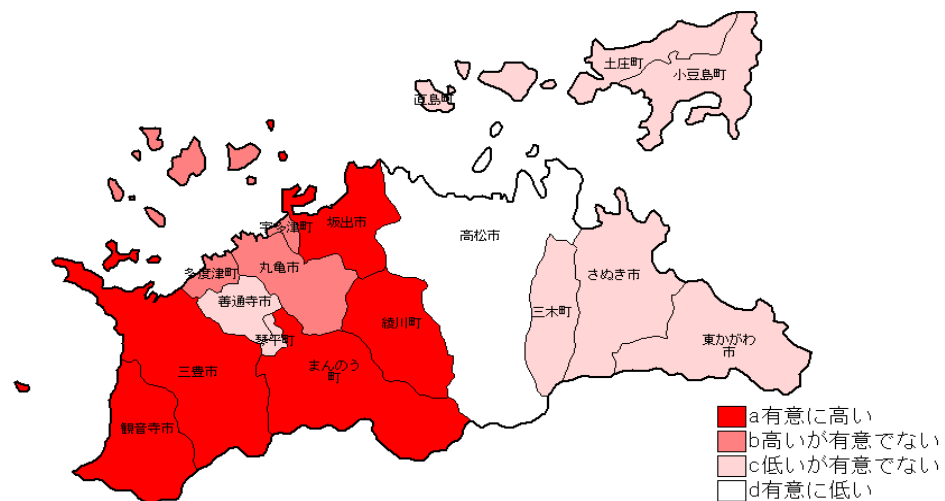 土庄町
小豆島町
直島町
宇多津町
坂出市
高松市
多度津町
丸亀市
さぬき市
善通寺市
三木町
綾川町
琴平町
東かがわ
市
三豊市
まんのう
町
観音寺市
a有意に高い
b高いが有意でない
c低いが有意でない
d有意に低い